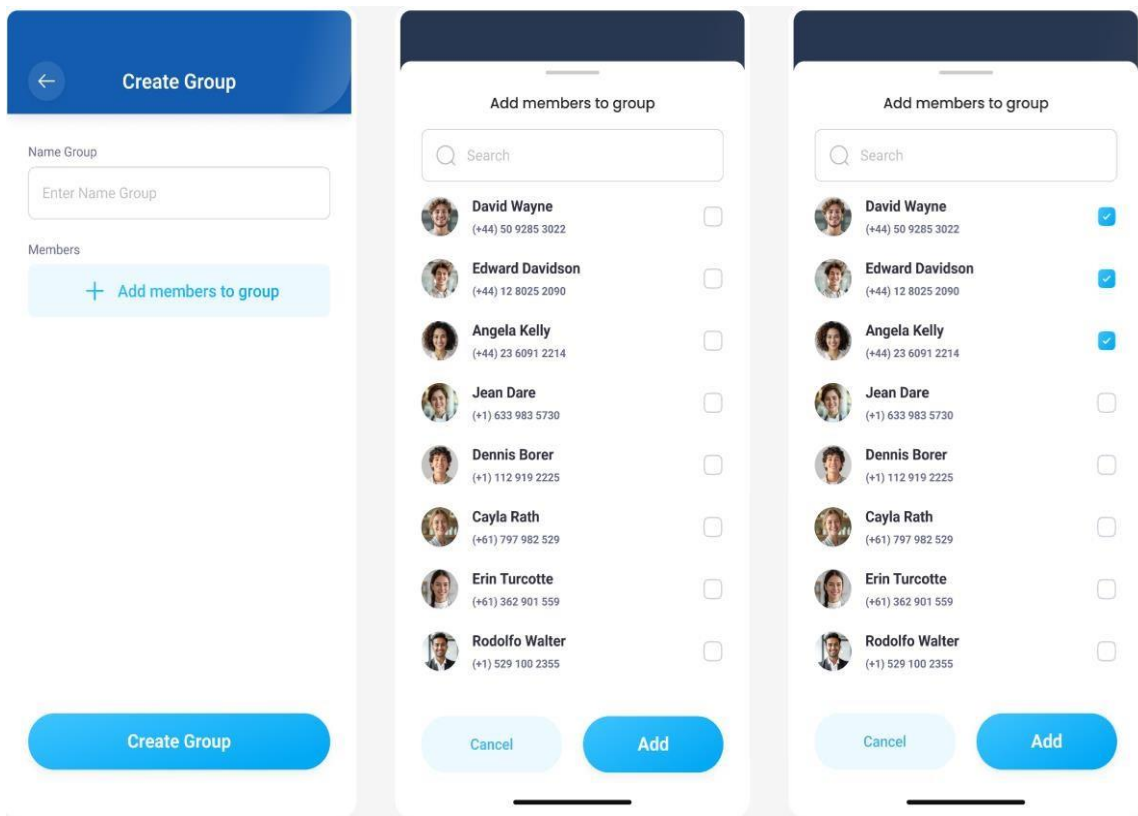 Create Group
Name Group
Enter Name Group
Members
+ Add members to group
Create Group
Add members to group
Search
David Wayne
(+44) 50 9285 3022
Edward Davidson
(+44) 12 8025 2090
Angela Kelly
(+44) 23 6091 2214
Jean Dare
(+1) 633 983 5730
Dennis Borer
(+1) 112 919 2225
Cayla Rath
(+61) 797 982 529
Erin Turcotte
(+61) 362 901 559
Rodolfo Walter
(+1) 529 100 2355
Cancel
Add
Add members to group
Search
David Wayne
(+44) 50 9285 3022
Edward Davidson
(+44) 12 8025 2090
Angela Kelly
(+44) 23 6091 2214
Jean Dare
(+1) 633 983 5730
Dennis Borer
(+1) 112 919 2225
Cayla Rath
(+61) 797 982 529
Erin Turcotte
(+61) 362 901 559
Rodolfo Walter
(+1) 529 100 2355
Cancel
Add